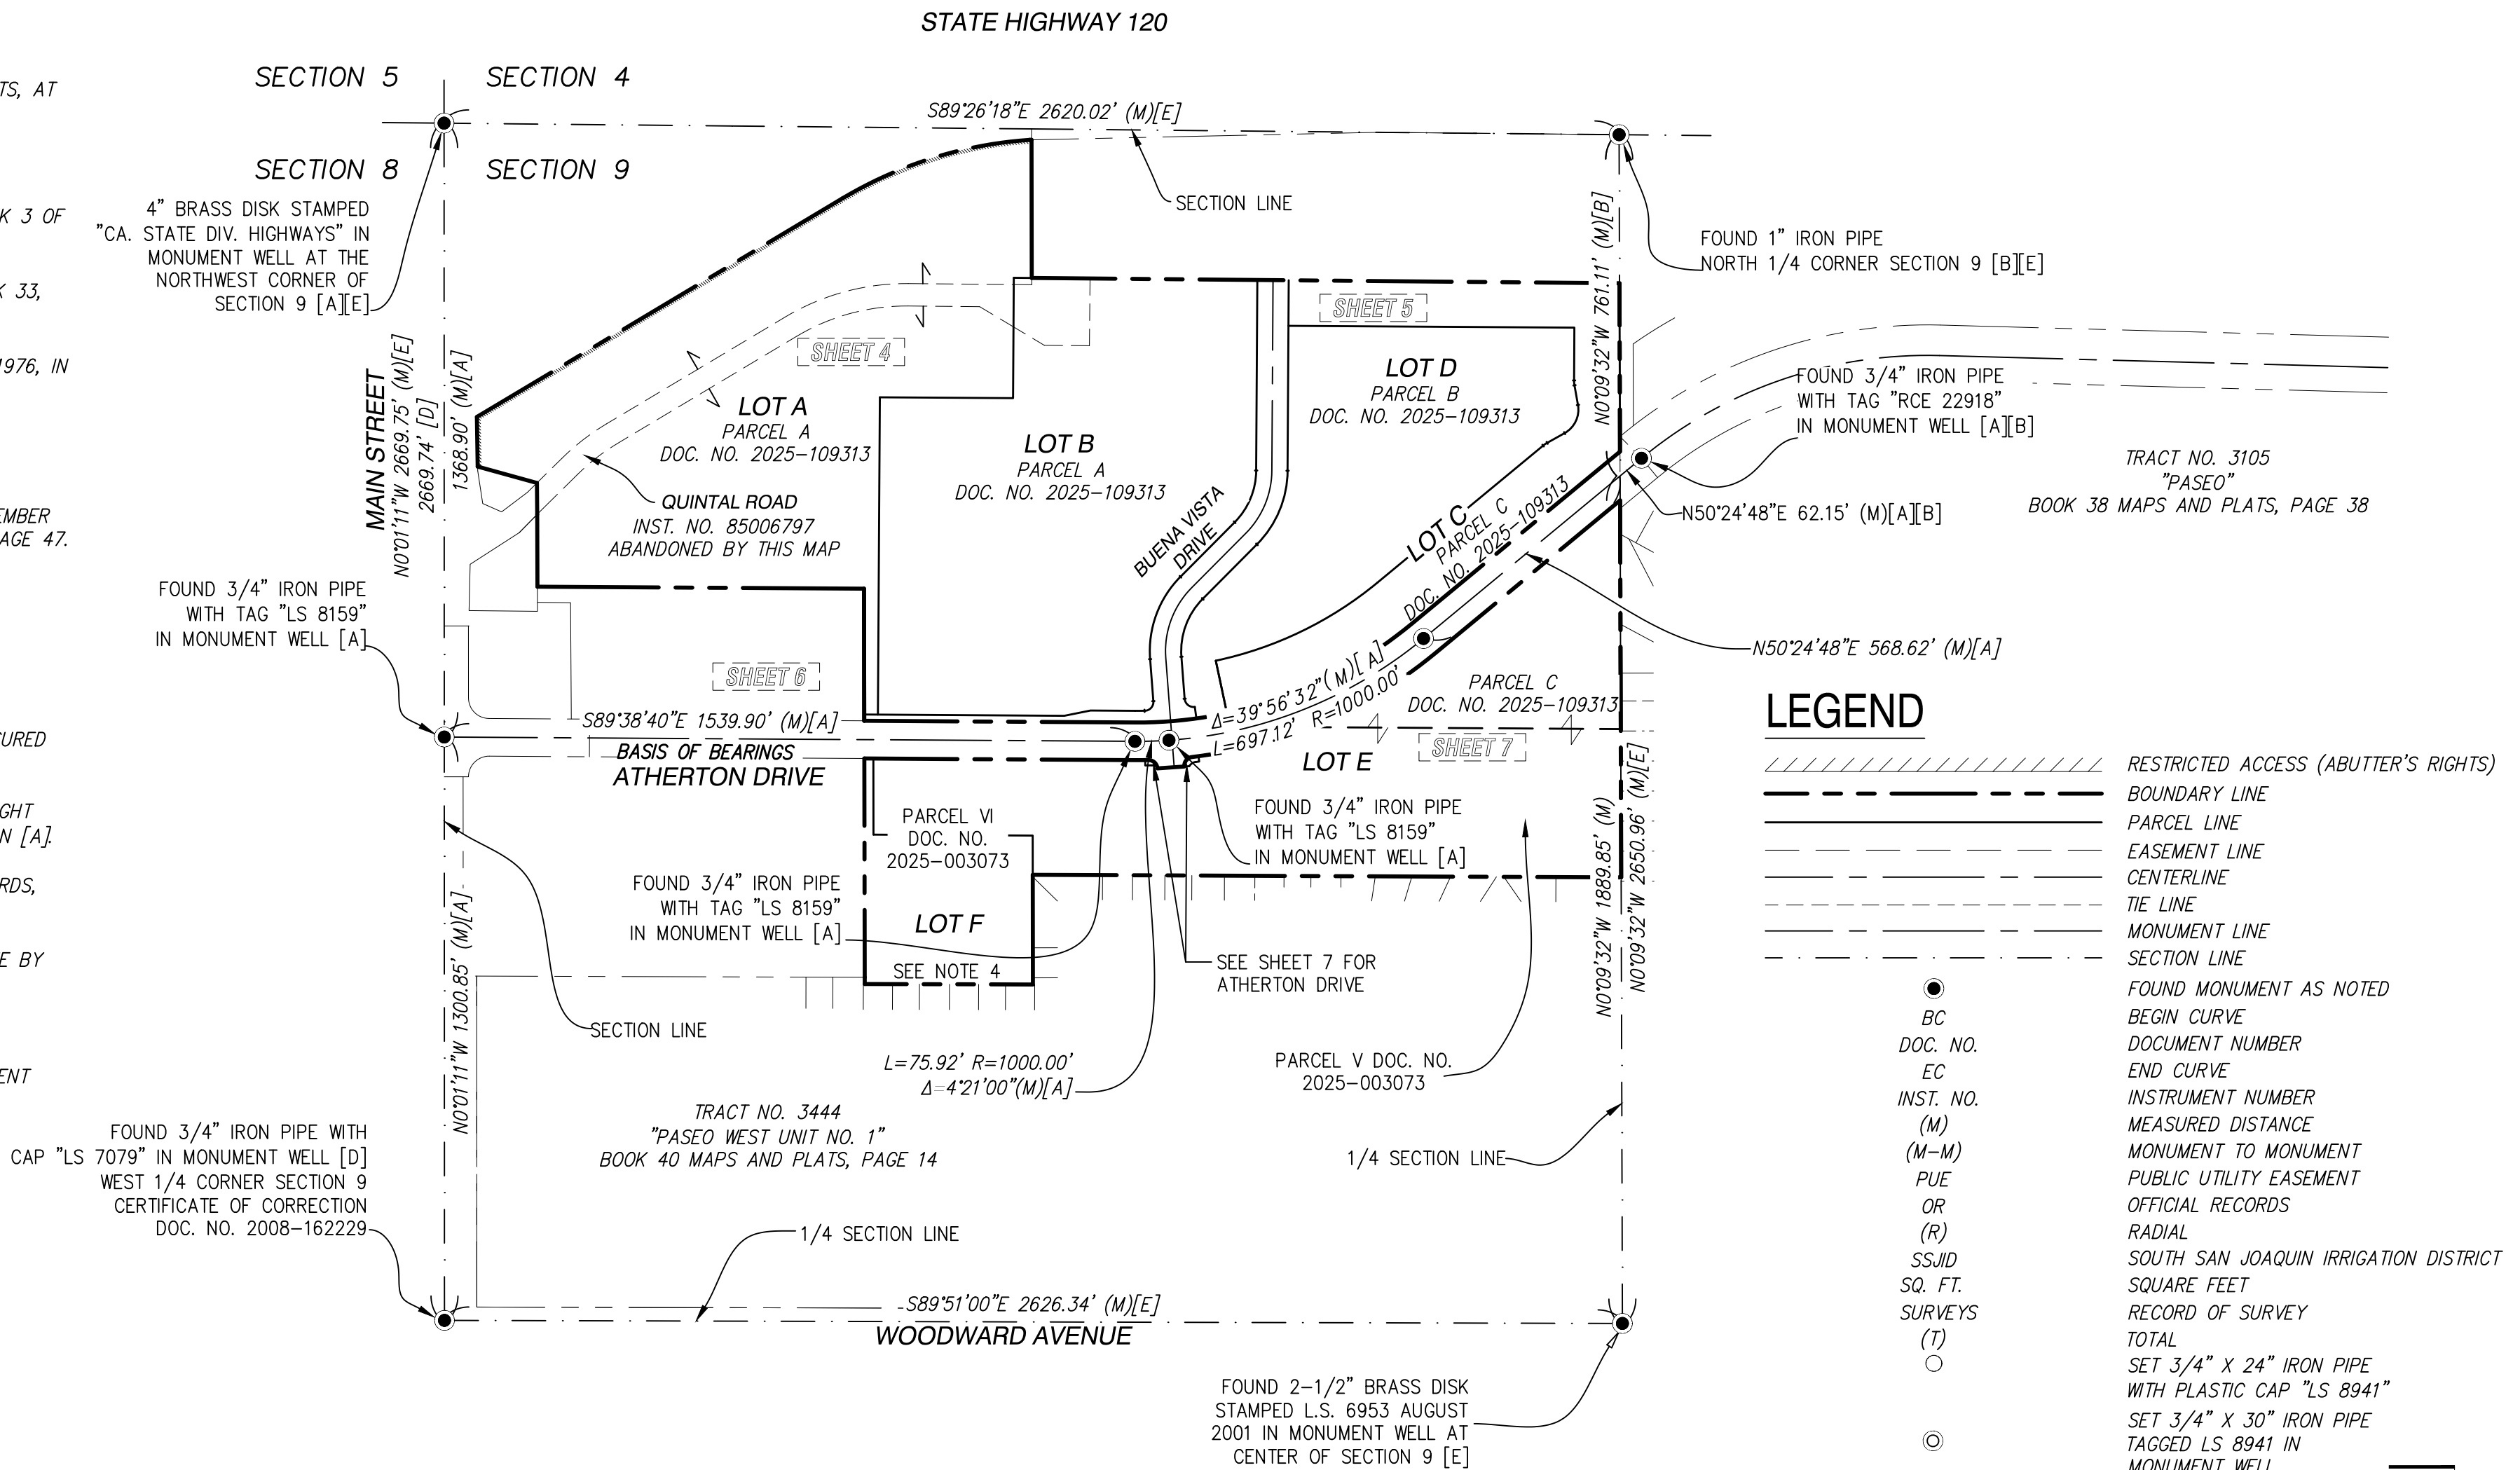 STATE HIGHWAY 120
SECTION 5
SECTION 4
SECTION 8
SECTION 9
TS, AT
K 3 OF
K 33,
1976, IN
EMBER
AGE 47.
SURED
GHT
N [A].
RDS,
E BY
ENT
S89°26'18"E 2620.02' (M)[E]
SECTION LINE
4" BRASS DISK STAMPED
"CA. STATE DIV. HIGHWAYS" IN
MONUMENT WELL AT THE
NORTHWEST CORNER OF
SECTION 9 [A][E]
FOUND 1" IRON PIPE
NORTH 1/4 CORNER SECTION 9 [B][E]
N0°09'32"W 761.11' (M)[B]
MAIN STREET
N0°01'11"W 2669.75' (M)[E]
2669.74' [D]
1368.90' (M)[A]
SHEET 4
SHEET 5
LOT A
PARCEL A
DOC. NO. 2025-109313
LOT B
PARCEL A
DOC. NO. 2025-109313
LOT D
PARCEL B
DOC. NO. 2025-109313
QUINTAL ROAD
INST. NO. 85006797
ABANDONED BY THIS MAP
BUENA VISTA
DRIVE
LOT C
PARCEL C
DOC. NO. 2025-109313
FOUND 3/4" IRON PIPE
WITH TAG "RCE 22918"
IN MONUMENT WELL [A][B]
TRACT NO. 3105
"PASEO"
BOOK 38 MAPS AND PLATS, PAGE 38
N50°24'48"E 62.15' (M)[A][B]
N50°24'48"E 568.62' (M)[A]
FOUND 3/4" IRON PIPE
WITH TAG "LS 8159"
IN MONUMENT WELL [A]
SHEET 6
S89°38'40"E 1539.90' (M)[A]
BASIS OF BEARINGS
ATHERTON DRIVE
Δ=39°56'32"(M)[A]
L=697.12' R=1000.00'
PARCEL C
DOC. NO. 2025-109313
SHEET 7
LOT E
FOUND 3/4" IRON PIPE
WITH TAG "LS 8159"
IN MONUMENT WELL [A]
PARCEL VI
DOC. NO.
2025-003073
FOUND 3/4" IRON PIPE
WITH TAG "LS 8159"
IN MONUMENT WELL [A]
LOT F
SEE NOTE 4
SEE SHEET 7 FOR
ATHERTON DRIVE
N0°09'32"W 1889.85' (M)
N0°09'32"W 2650.96' (M)[E]
N0°01'11"W 1300.85' (M)[A]
SECTION LINE
L=75.92' R=1000.00'
Δ=4°21'00"(M)[A]
PARCEL V DOC. NO.
2025-003073
TRACT NO. 3444
"PASEO WEST UNIT NO. 1"
BOOK 40 MAPS AND PLATS, PAGE 14
1/4 SECTION LINE
FOUND 3/4" IRON PIPE WITH
CAP "LS 7079" IN MONUMENT WELL [D]
WEST 1/4 CORNER SECTION 9
CERTIFICATE OF CORRECTION
DOC. NO. 2008-162229
1/4 SECTION LINE
S89°51'00"E 2626.34' (M)[E]
WOODWARD AVENUE
FOUND 2-1/2" BRASS DISK
STAMPED L.S. 6953 AUGUST
2001 IN MONUMENT WELL AT
CENTER OF SECTION 9 [E]
LEGEND
RESTRICTED ACCESS (ABUTTER'S RIGHTS)
BOUNDARY LINE
PARCEL LINE
EASEMENT LINE
CENTERLINE
TIE LINE
MONUMENT LINE
SECTION LINE
FOUND MONUMENT AS NOTED
BC BEGIN CURVE
DOC. NO. DOCUMENT NUMBER
EC END CURVE
INST. NO. INSTRUMENT NUMBER
(M) MEASURED DISTANCE
(M-M) MONUMENT TO MONUMENT
PUE PUBLIC UTILITY EASEMENT
OR OFFICIAL RECORDS
(R) RADIAL
SSJID SOUTH SAN JOAQUIN IRRIGATION DISTRICT
SQ. FT. SQUARE FEET
SURVEYS RECORD OF SURVEY
(T) TOTAL
SET 3/4" X 24" IRON PIPE
WITH PLASTIC CAP "LS 8941"
SET 3/4" X 30" IRON PIPE
TAGGED LS 8941 IN
MONUMENT WELL